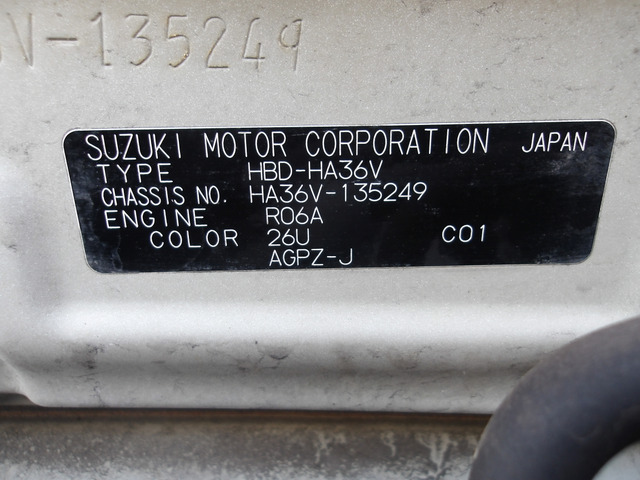 V-135249
SUZUKI MOTOR CORPORATION JAPAN
TYPE HBD-HA36V
CHASSIS NO. HA36V-135249
ENGINE R06A
COLOR 26U C01
AGPZ-J